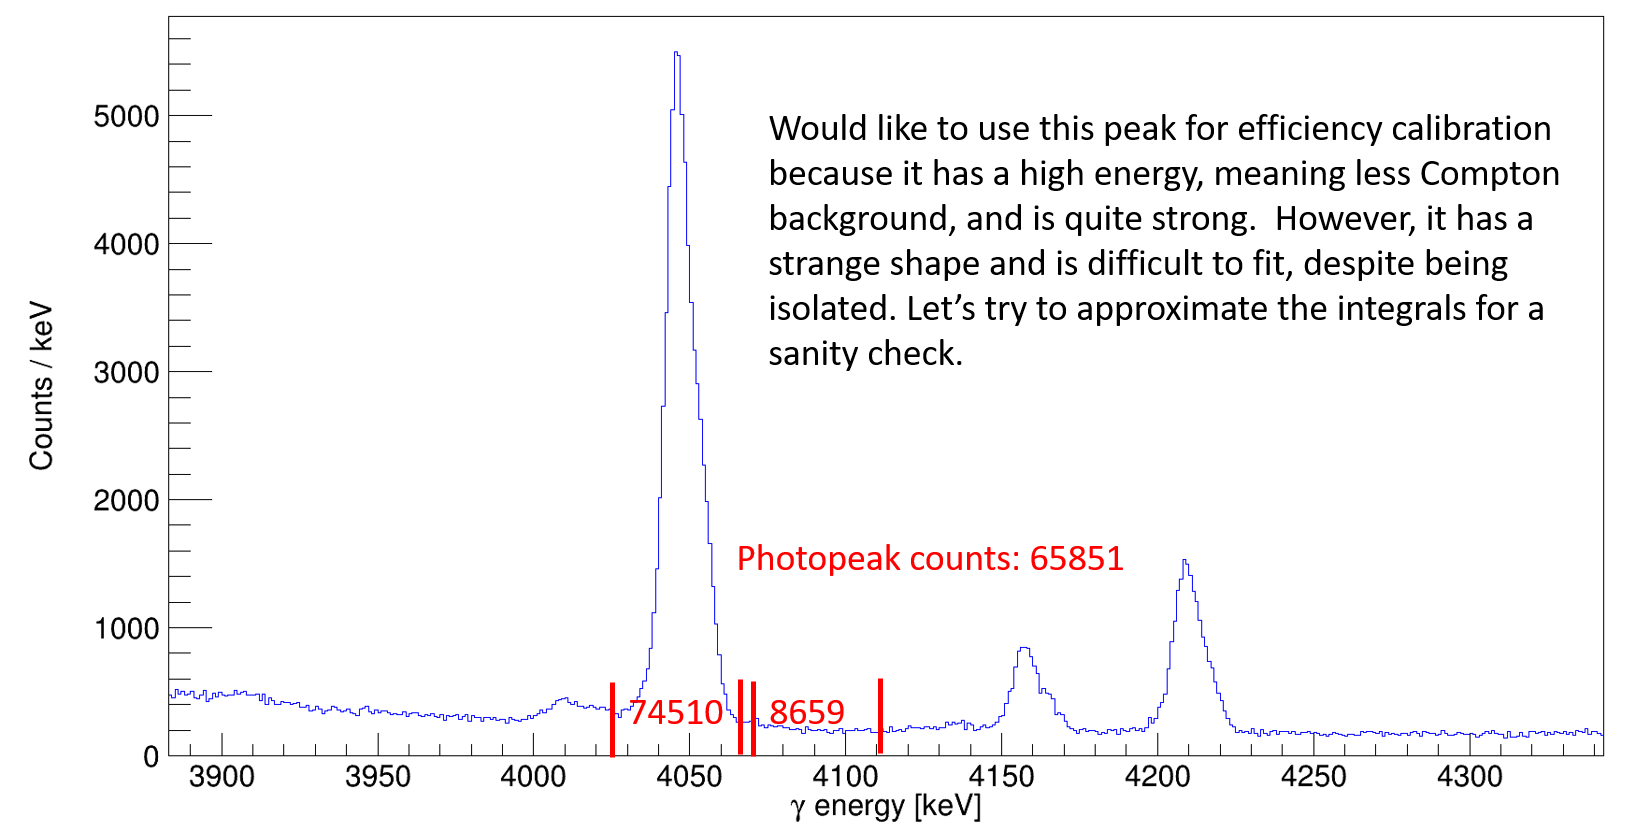 Would like to use this peak for efficiency calibration
because it has a high energy, meaning less Compton
background, and is quite strong.  However, it has a
strange shape and is difficult to fit, despite being
isolated. Let’s try to approximate the integrals for a
sanity check.
Counts / keV
5000
4000
3000
2000
1000
0
Photopeak counts: 65851
74510
8659
3900
3950
4000
4050
4100
4150
4200
4250
4300
γ energy [keV]